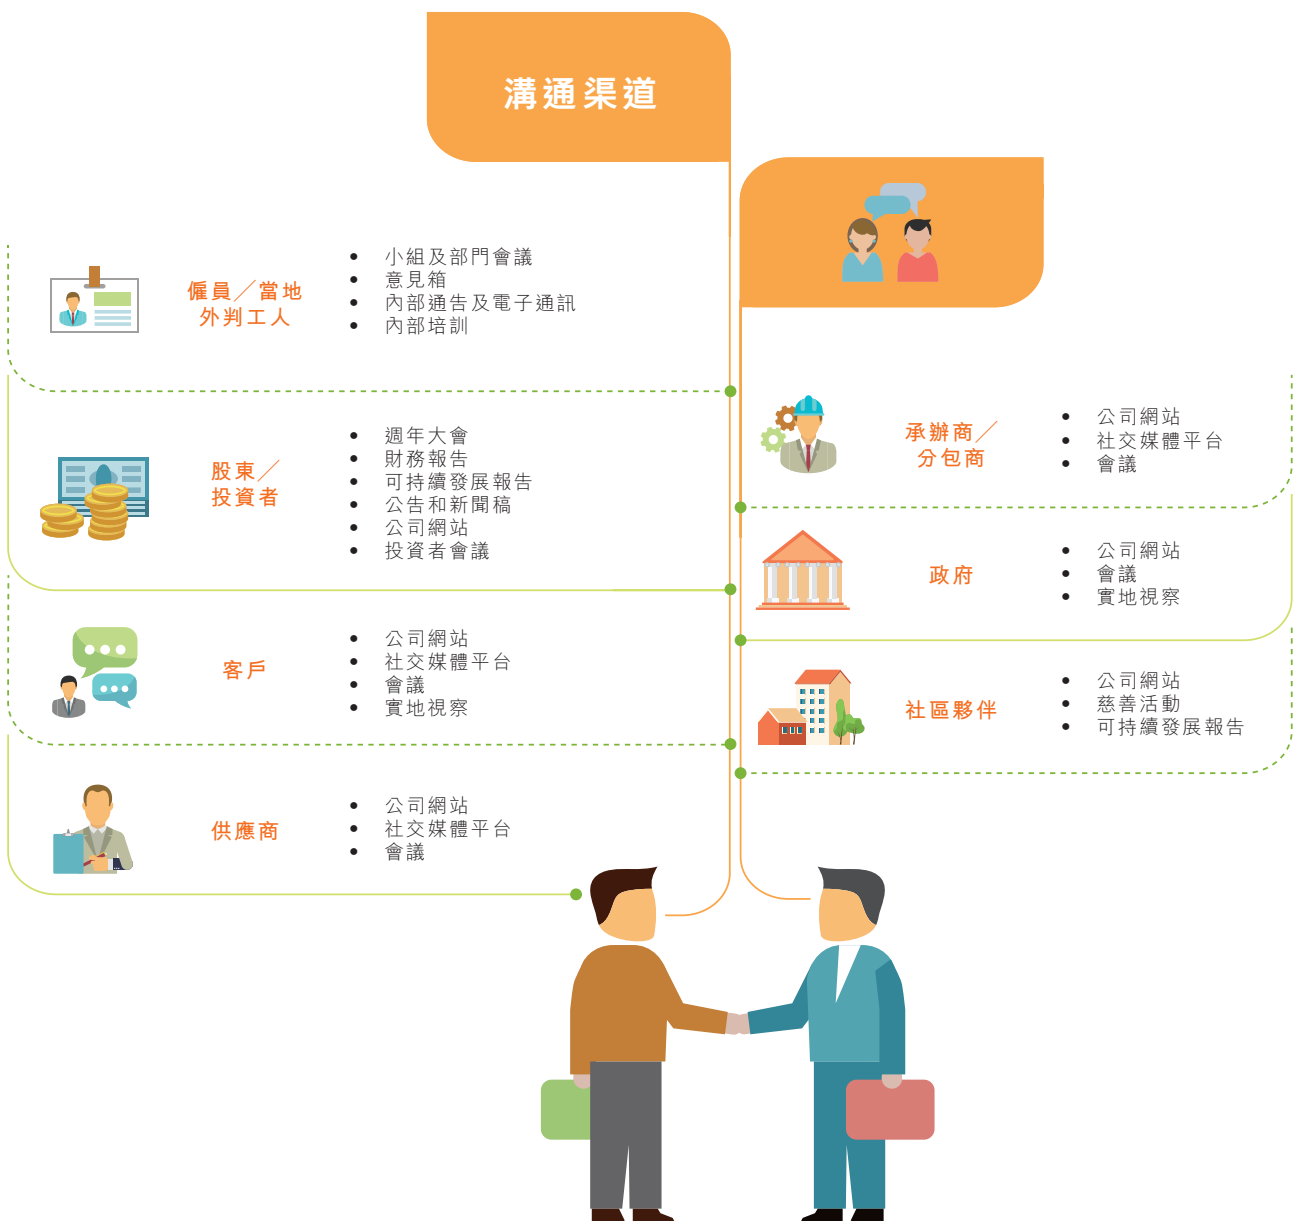 溝通渠道
僱員／當地
外判工人
• 小組及部門會議
• 意見箱
• 內部通告及電子通訊
• 內部培訓
股東／
投資者
• 週年大會
• 財務報告
• 可持續發展報告
• 公告和新聞稿
• 公司網站
• 投資者會議
客戶
• 公司網站
• 社交媒體平台
• 會議
• 實地視察
供應商
• 公司網站
• 社交媒體平台
• 會議
承辦商／
分包商
• 公司網站
• 社交媒體平台
• 會議
政府
• 公司網站
• 會議
• 實地視察
社區夥伴
• 公司網站
• 慈善活動
• 可持續發展報告